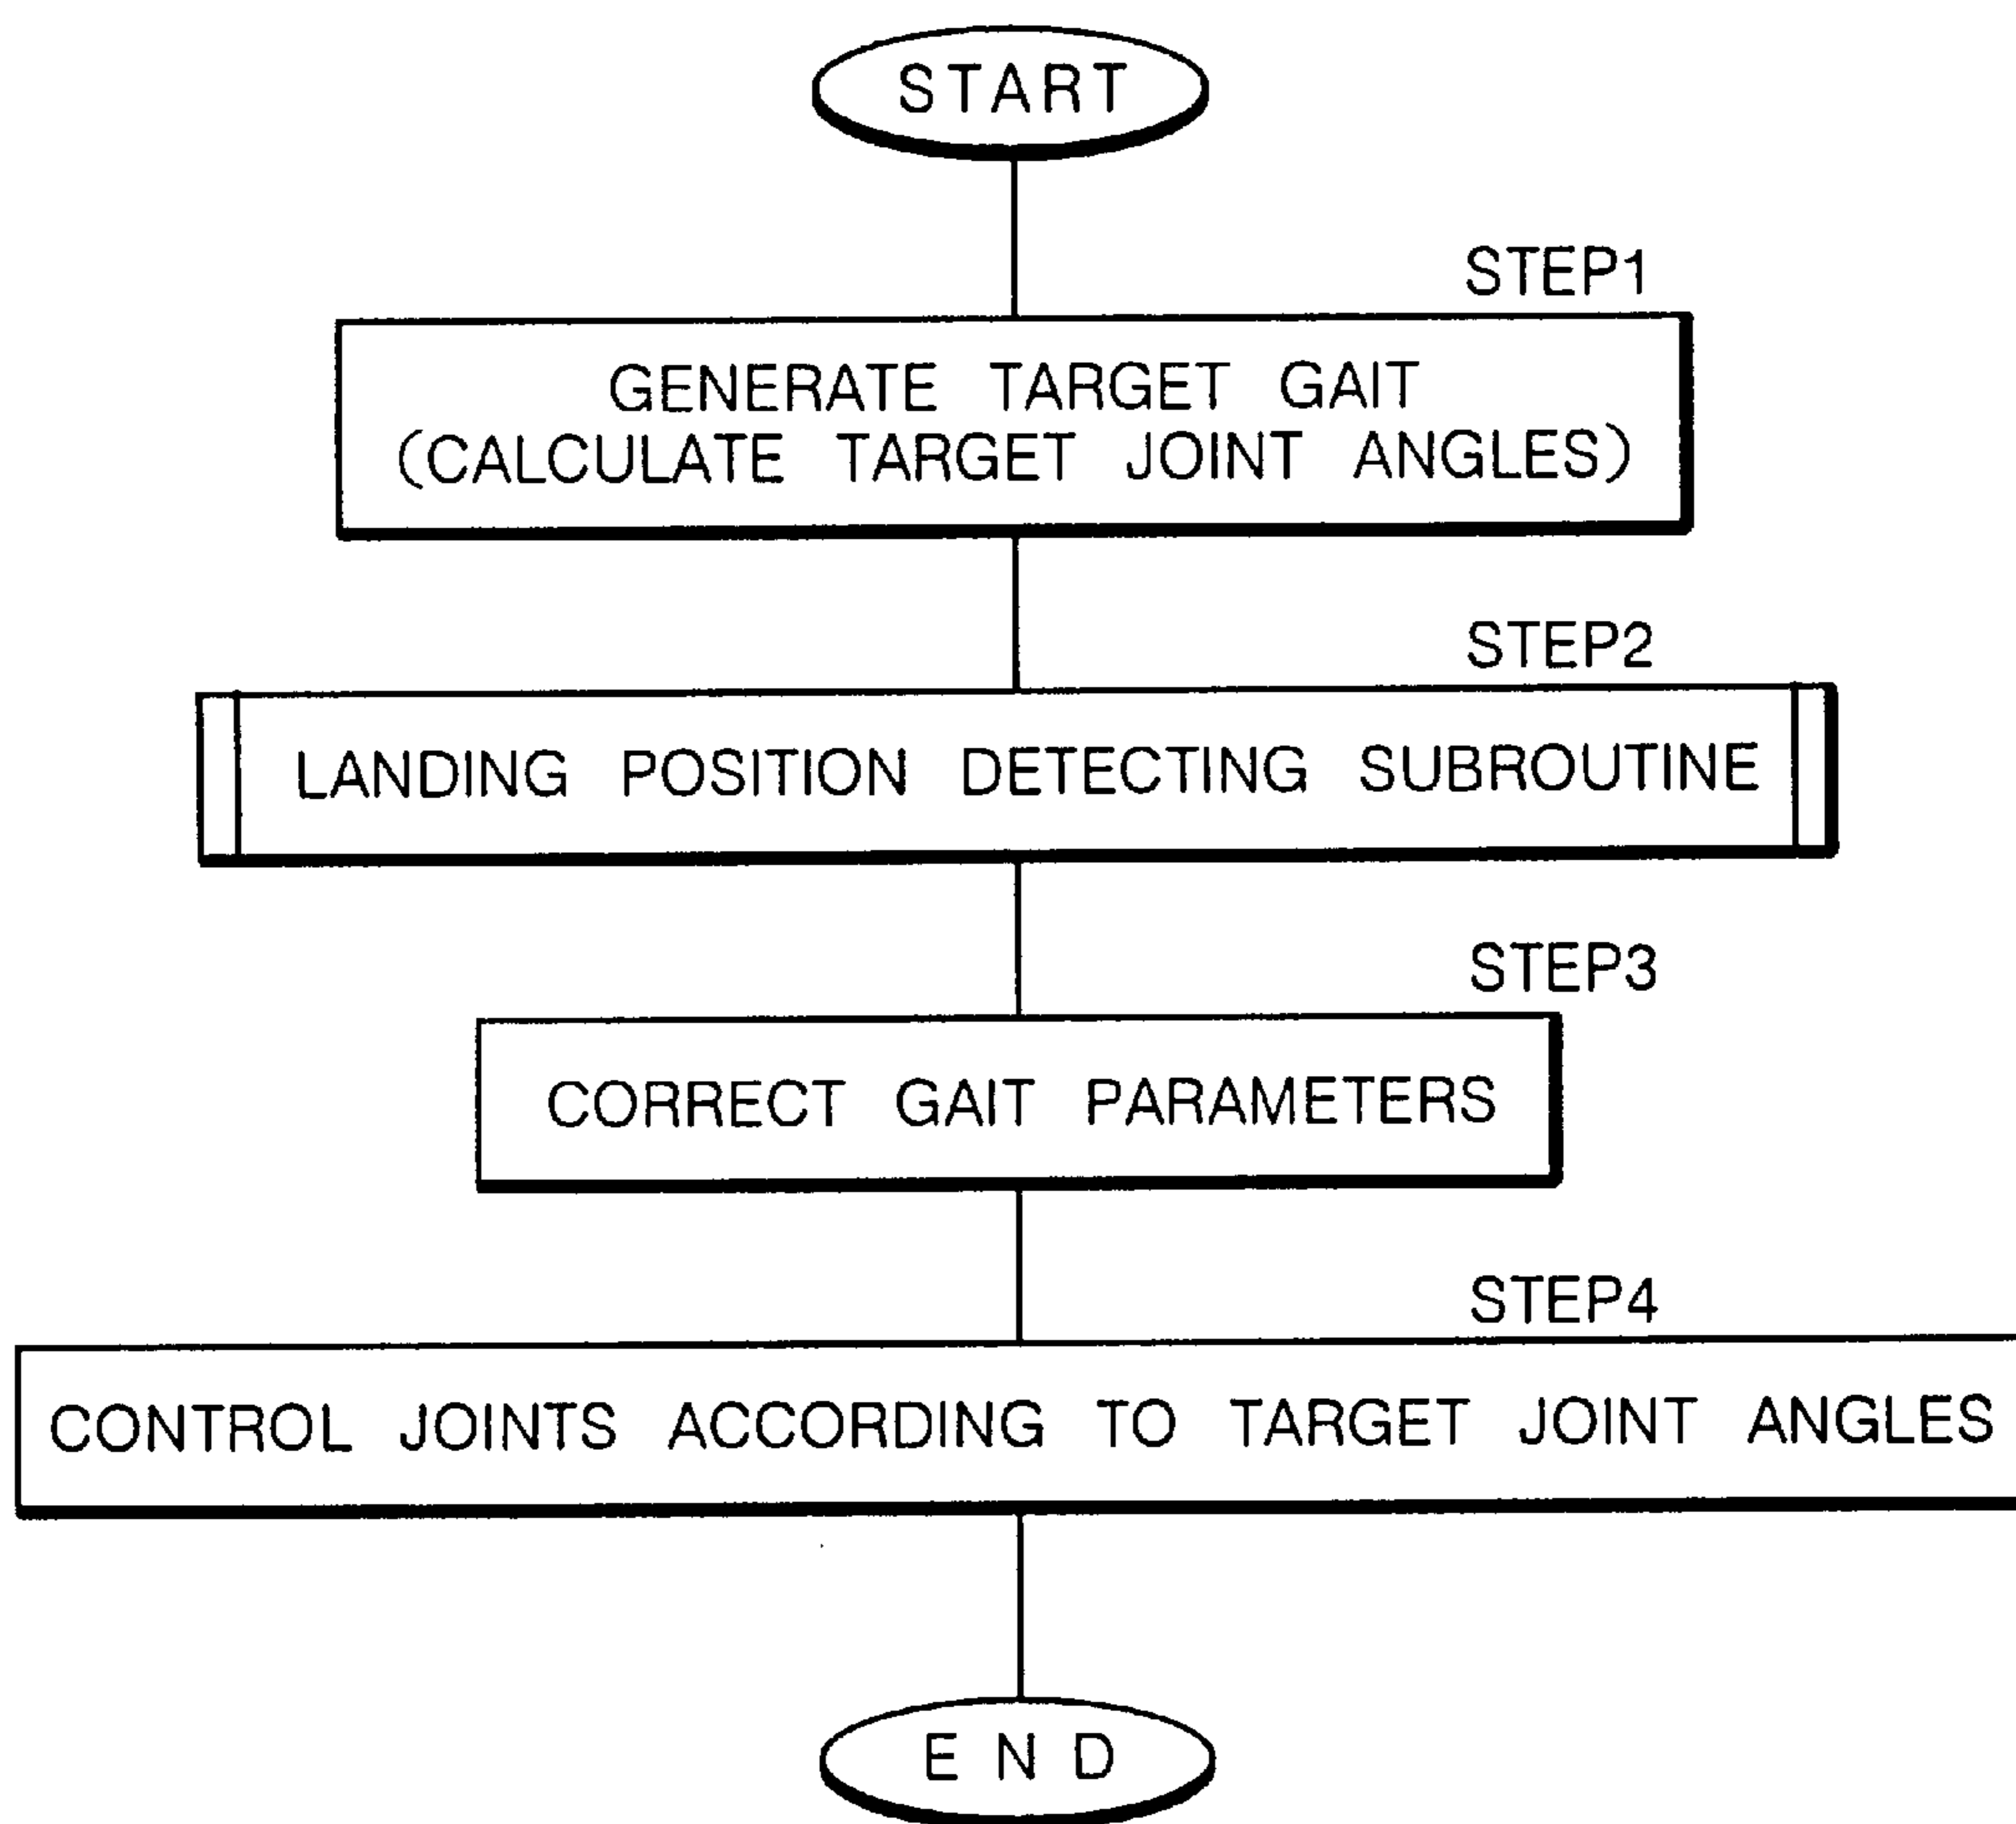 START
STEP1
GENERATE TARGET GAIT
(CALCULATE TARGET JOINT ANGLES)
STEP2
LANDING POSITION DETECTING SUBROUTINE
STEP3
CORRECT GAIT PARAMETERS
STEP4
CONTROL JOINTS ACCORDING TO TARGET JOINT ANGLES
END